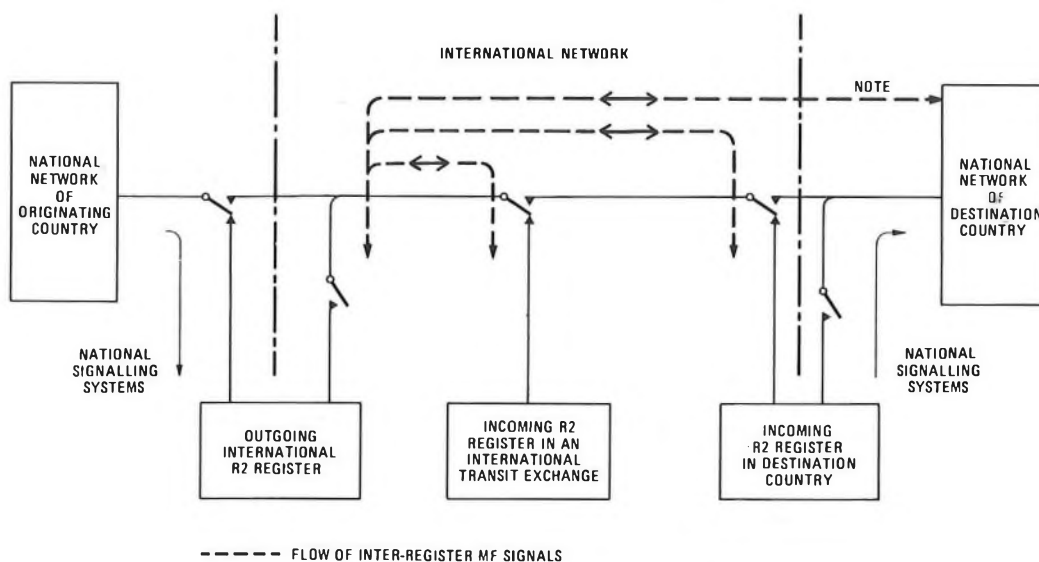 INTERNATIONAL NETWORK
NOTE
NATIONAL
NETWORK
OF
ORIGINATING
COUNTRY
NATIONAL
NETWORK
OF
DESTINATION
COUNTRY
NATIONAL
SIGNALLING
SYSTEMS
NATIONAL
SIGNALLING
SYSTEMS
OUTGOING
INTERNATIONAL
R2 REGISTER
INCOMING R2
REGISTER IN AN
INTERNATIONAL
TRANSIT EXCHANGE
INCOMING
R2 REGISTER
IN DESTINATION
COUNTRY
FLOW OF INTER-REGISTER MF SIGNALS